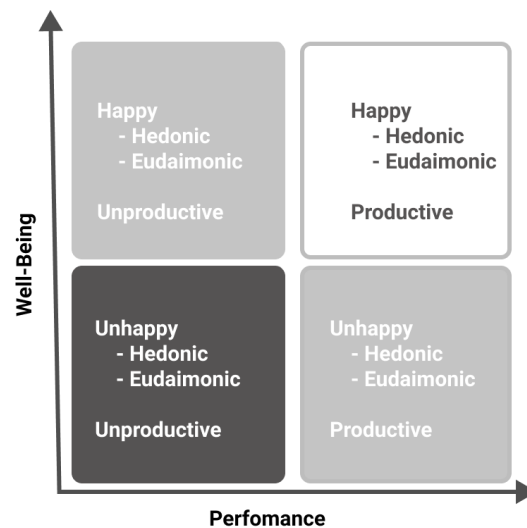 Well-Being
Happy
- Hedonic
- Eudaimonic
Unproductive
Happy
- Hedonic
- Eudaimonic
Productive
Unhappy
- Hedonic
- Eudaimonic
Unproductive
Unhappy
- Hedonic
- Eudaimonic
Productive
Perfomance